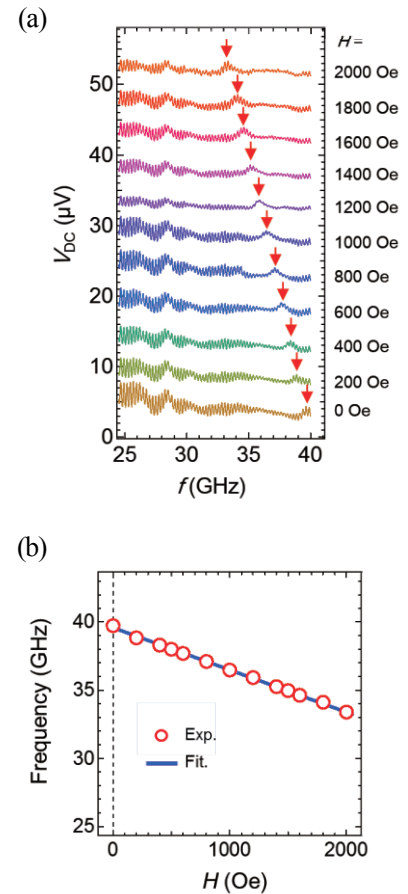 (a)
H =
2000 Oe
1800 Oe
1600 Oe
1400 Oe
1200 Oe
1000 Oe
800 Oe
600 Oe
400 Oe
200 Oe
0 Oe
50
40
30
20
10
0
V_DC (µV)
25
30
35
40
f (GHz)
(b)
40
35
30
25
Frequency (GHz)
Exp.
Fit.
0
1000
2000
H (Oe)